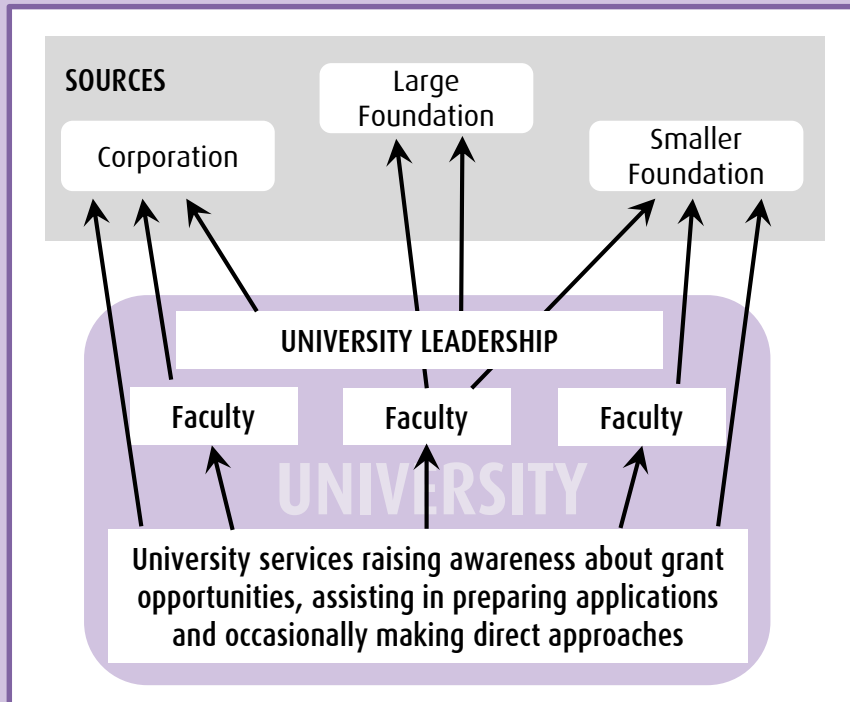 SOURCES
Large
Foundation
Corporation
Smaller
Foundation
UNIVERSITY LEADERSHIP
Faculty
Faculty
Faculty
UNIVERSITY
University services raising awareness about grant
opportunities, assisting in preparing applications
and occasionally making direct approaches